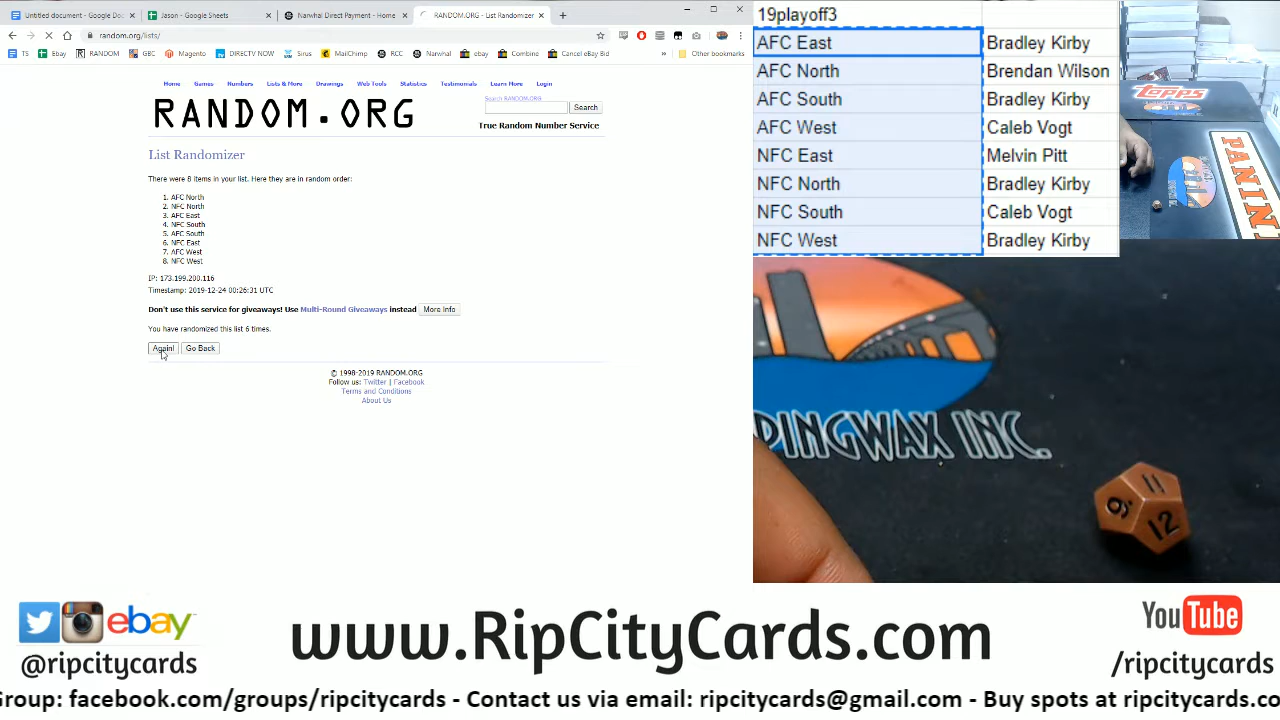 Untitled document - Google Doc
Jason - Google Sheets
Narwhal Direct Payment - Home
RANDOM.ORG - List Randomizer
random.org/lists/
TS
Ebay
RANDOM
GBC
Magento
DIRECTV NOW
Sirus
MailChimp
RCC
Narwhal
ebay
Combine
Cancel eBay Bid
Other bookmarks
Home
Games
Numbers
Lists & More
Drawings
Web Tools
Statistics
Testimonials
Learn More
Login
RANDOM.ORG
Search RANDOM.ORG
Search
True Random Number Service
List Randomizer
There were 8 items in your list. Here they are in random order:
1. AFC North
2. NFC North
3. AFC East
4. NFC South
5. AFC South
6. NFC East
7. AFC West
8. NFC West
IP: 173.199.200.116
Timestamp: 2019-12-24 00:26:31 UTC
Don't use this service for giveaways! Use Multi-Round Giveaways instead More Info
You have randomized this list 6 times.
Again! Go Back
© 1998-2019 RANDOM.ORG
Follow us: Twitter | Facebook
Terms and Conditions
About Us
19playoff3
AFC East Bradley Kirby
AFC North Brendan Wilson
AFC South Bradley Kirby
AFC West Caleb Vogt
NFC East Melvin Pitt
NFC North Bradley Kirby
NFC South Caleb Vogt
NFC West Bradley Kirby
Topps
PANINI
PINGWAX INC.
9.
11
12
ebay
@ripcitycards
www.RipCityCards.com
YouTube
/ripcitycards
Group: facebook.com/groups/ripcitycards - Contact us via email: ripcitycards@gmail.com - Buy spots at ripcitycards.co